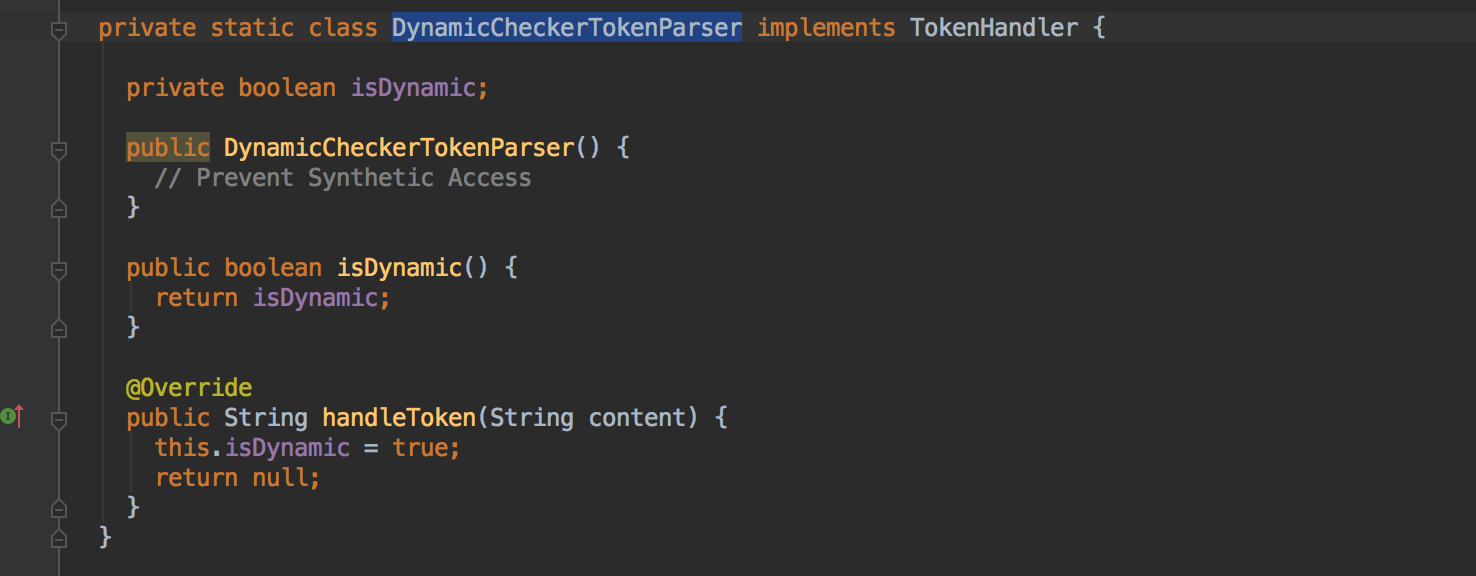 private static class DynamicCheckerTokenParser implements TokenHandler {
private boolean isDynamic;
public DynamicCheckerTokenParser() {
// Prevent Synthetic Access
}
public boolean isDynamic() {
return isDynamic;
}
@Override
public String handleToken(String content) {
this.isDynamic = true;
return null;
}
}